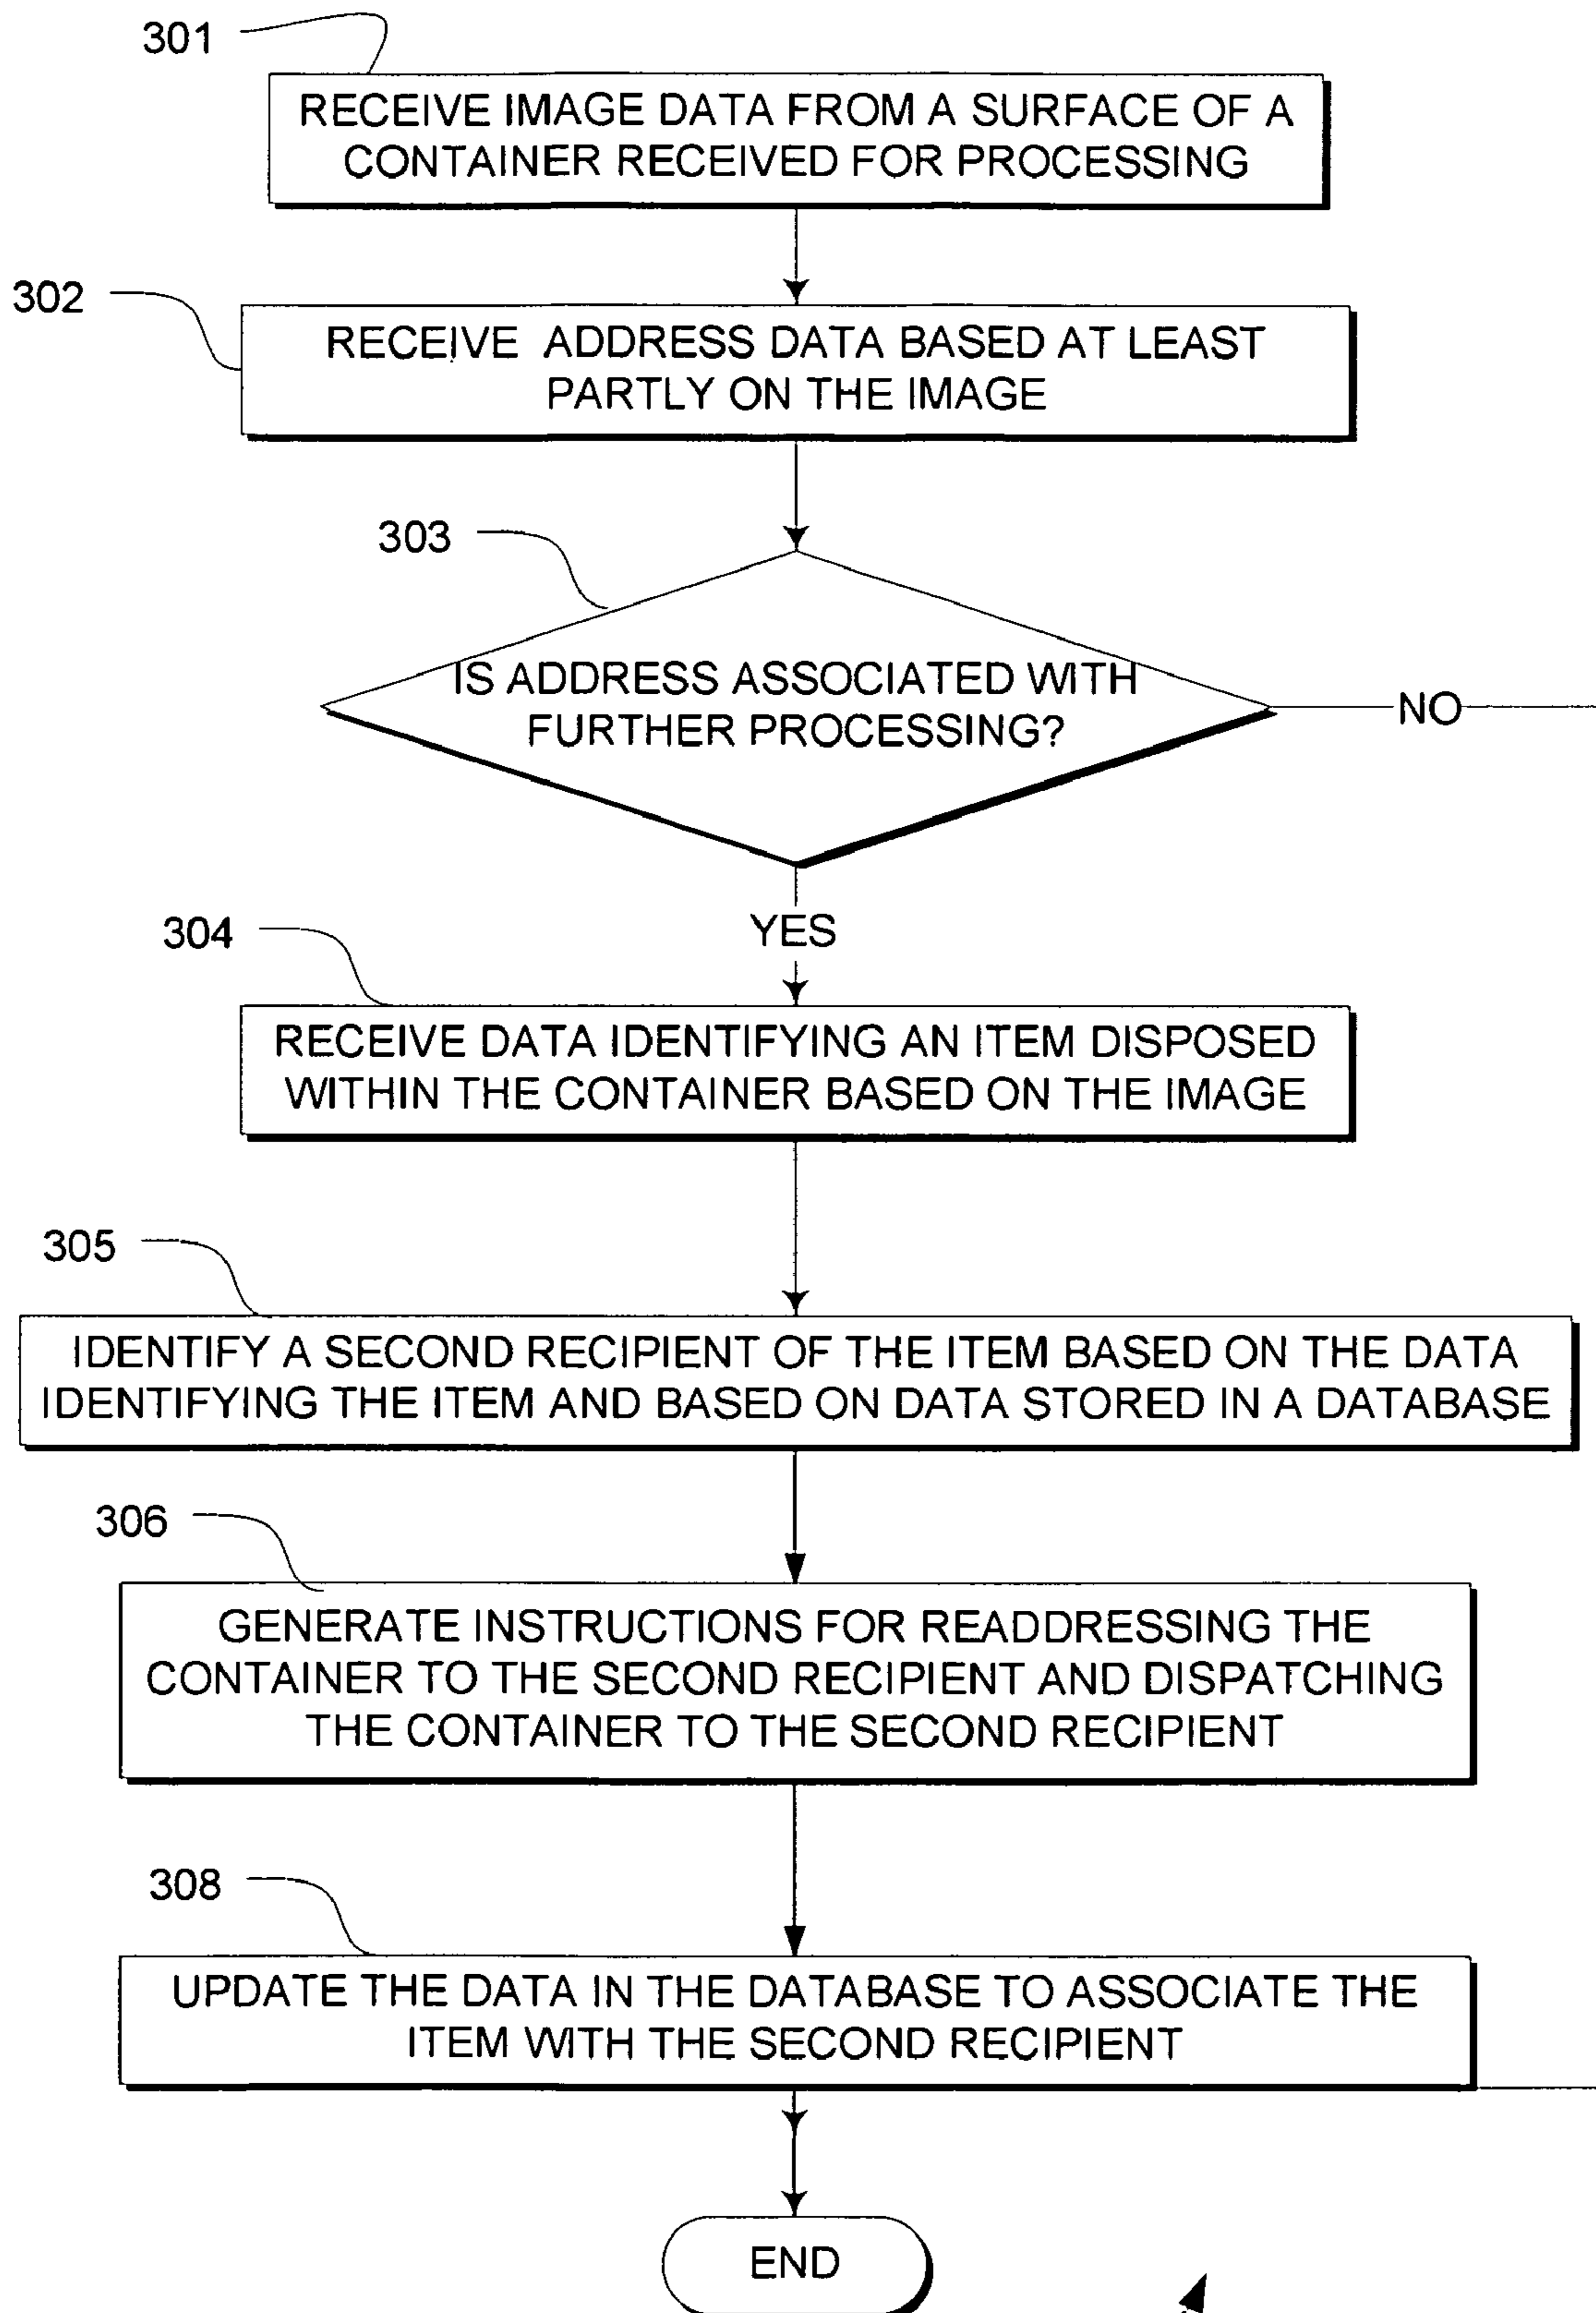 301
RECEIVE IMAGE DATA FROM A SURFACE OF A
CONTAINER RECEIVED FOR PROCESSING
302
RECEIVE ADDRESS DATA BASED AT LEAST
PARTLY ON THE IMAGE
303
IS ADDRESS ASSOCIATED WITH
FURTHER PROCESSING?
NO
YES
304
RECEIVE DATA IDENTIFYING AN ITEM DISPOSED
WITHIN THE CONTAINER BASED ON THE IMAGE
305
IDENTIFY A SECOND RECIPIENT OF THE ITEM BASED ON THE DATA
IDENTIFYING THE ITEM AND BASED ON DATA STORED IN A DATABASE
306
GENERATE INSTRUCTIONS FOR READDRESSING THE
CONTAINER TO THE SECOND RECIPIENT AND DISPATCHING
THE CONTAINER TO THE SECOND RECIPIENT
308
UPDATE THE DATA IN THE DATABASE TO ASSOCIATE THE
ITEM WITH THE SECOND RECIPIENT
END